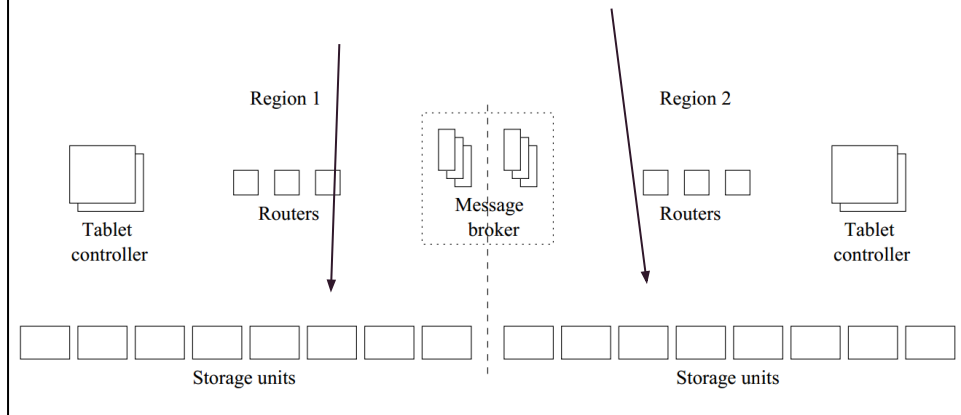 Region 1
Region 2
Routers
Message
broker
Routers
Tablet
controller
Tablet
controller
Storage units
Storage units